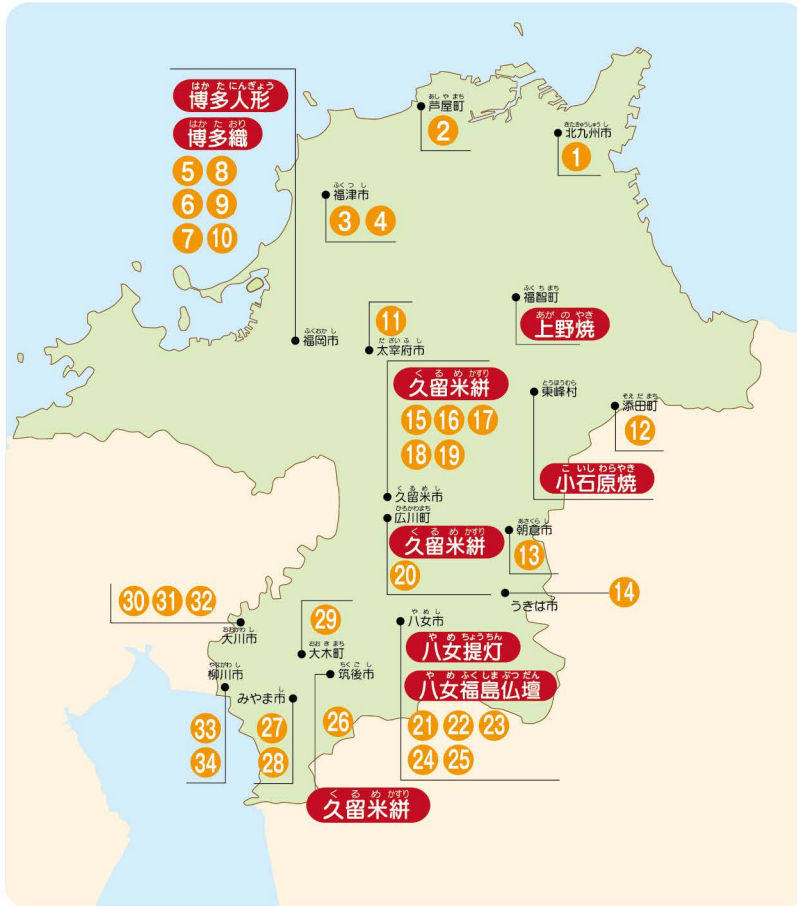 はかたにんぎょう
博多人形
はかたおり
博多織
5 8
6 9
7 10
ふくおかし
福岡市
あしやまち
芦屋町
2
きたきゅうしゅうし
北九州市
1
ふくつし
福津市
3 4
ふくちまち
福智町
あがのやき
上野焼
11
だざいふし
太宰府市
くるめかすり
久留米絣
15 16 17
18 19
くるめし
久留米市
とうほうむら
東峰村
こいしわらやき
小石原焼
そえだまち
添田町
12
ひろかわまち
広川町
くるめかすり
久留米絣
20
あさくらし
朝倉市
13
うきは市
し
14
30 31 32
大川市
おおかわし
29
大木町
おおきまち
やめし
八女市
やめちょうちん
八女提灯
やめふくしまぶつだん
八女福島仏壇
21 22 23
24 25
ちくごし
筑後市
26
くるめかすり
久留米絣
やながわし
柳川市
33
34
し
みやま市
27
28